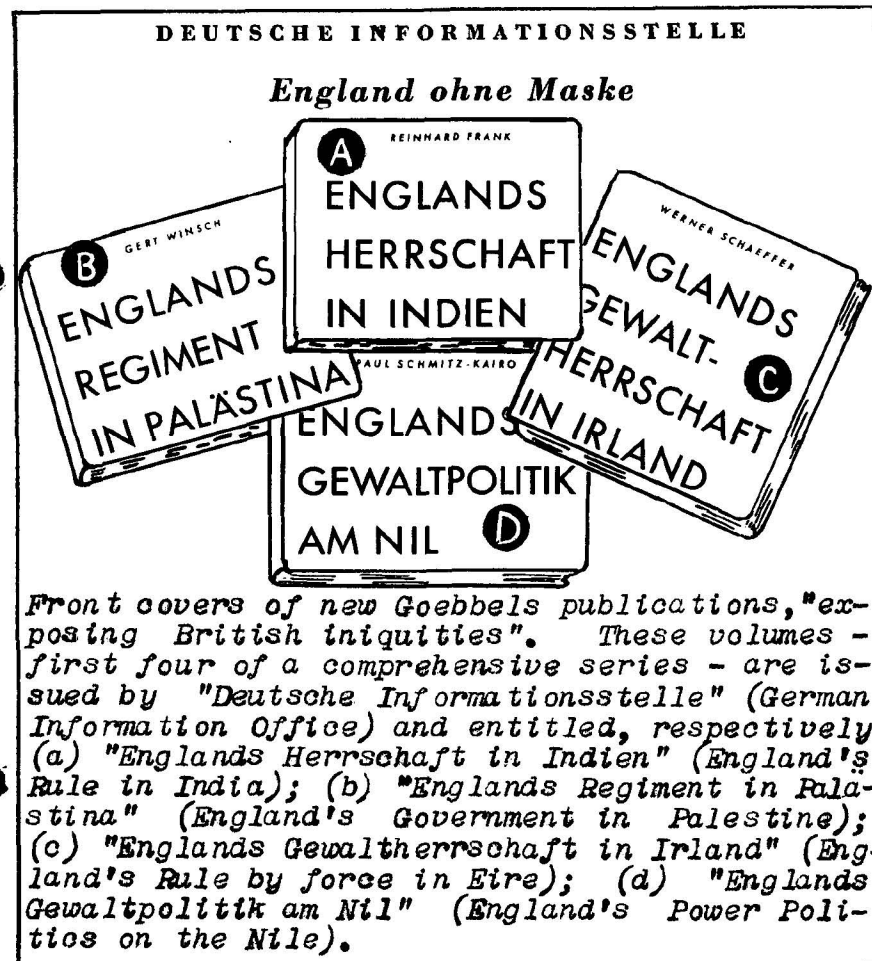 DEUTSCHE INFORMATIONSSTELLE
England ohne Maske
A
REINHARD FRANK
ENGLANDS
HERRSCHAFT
IN INDIEN
B
GERT WINSCH
ENGLANDS
REGIMENT
IN PALÄSTINA
WERNER SCHAEFFER
ENGLANDS
GEWALT-
HERRSCHAFT
IN IRLAND
C
PAUL SCHMITZ-KAIRO
ENGLANDS
GEWALTPOLITIK
AM NIL
D
Front covers of new Goebbels publications,"ex-
posing British iniquities". These volumes -
first four of a comprehensive series - are is-
sued by "Deutsche Informationsstelle" (German
Information Office) and entitled, respectively
(a) "Englands Herrschaft in Indien" (England's
Rule in India); (b) "Englands Regiment in Palä-
stina" (England's Government in Palestine);
(c) "Englands Gewaltherrschaft in Irland" (Eng-
land's Rule by force in Eire); (d) "Englands
Gewaltpolitik am Nil" (England's Power Poli-
tics on the Nile).